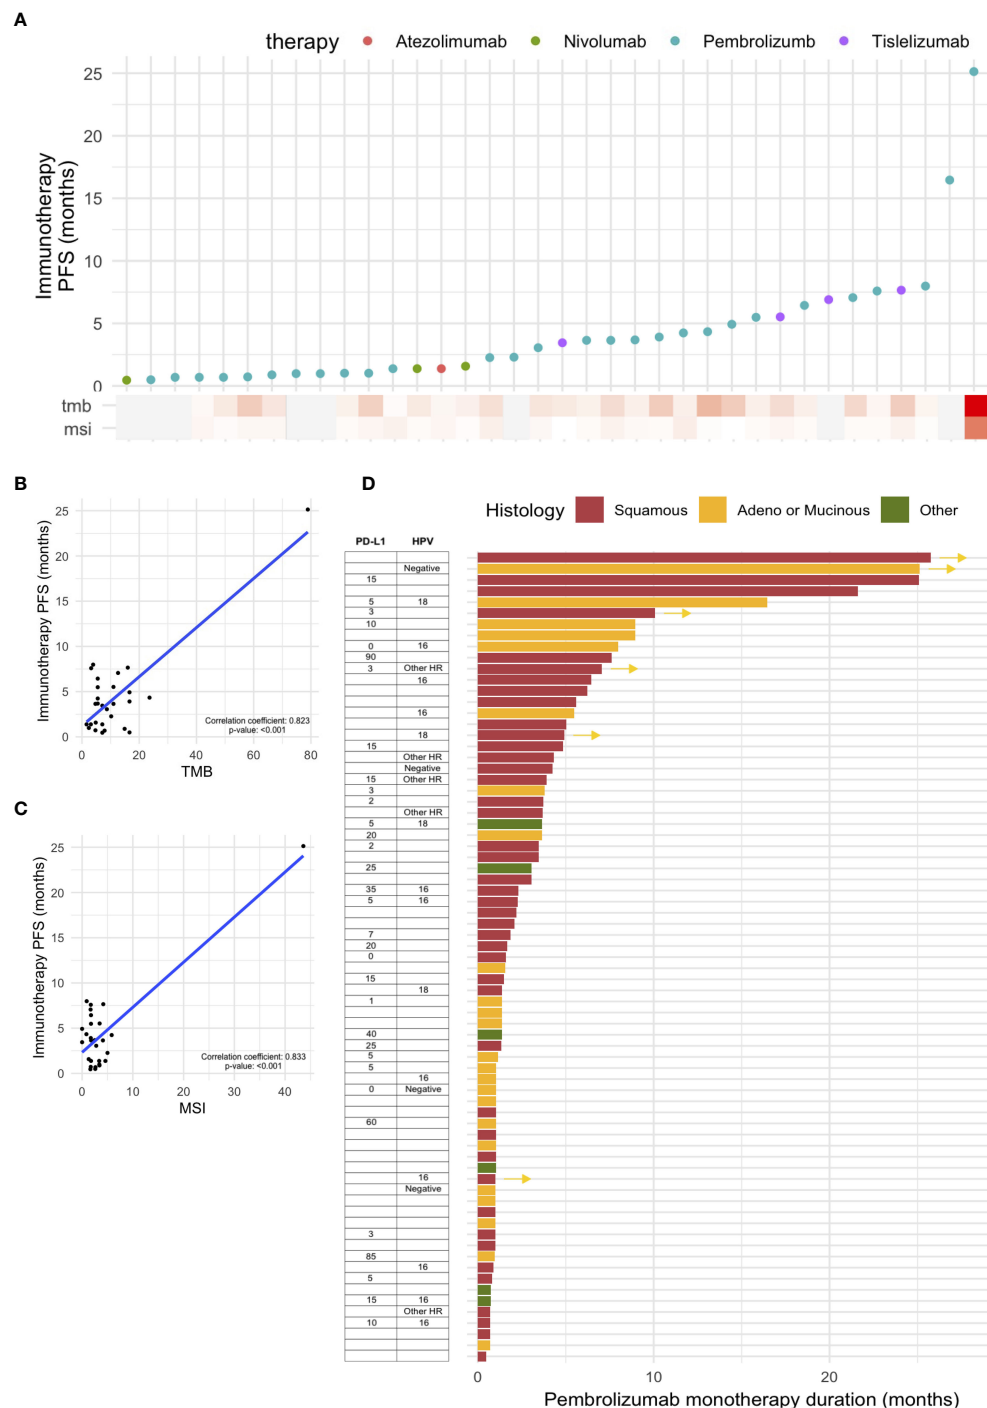 A
therapy Atezolimumab Nivolumab Pembrolizumb Tislelizumab
Immunotherapy
PFS (months)
25
20
15
10
5
0
tmb
msi
B
Immunotherapy PFS (months)
25
20
15
10
5
0
Correlation coefficient: 0.823
p-value: <0.001
0 20 40 60 80
TMB
C
Immunotherapy PFS (months)
25
20
15
10
5
0
Correlation coefficient: 0.833
p-value: <0.001
0 10 20 30 40
MSI
D
Histology Squamous Adeno or Mucinous Other
PD-L1 HPV
Negative
15
5 18
3
10
0 16
90
3 Other HR
16
16
18
15
Other HR
Negative
15 Other HR
3
2
Other HR
5 18
20
2
25
35 16
5 16
7
20
0
15
18
1
40
25
5
5
16
0 Negative
60
16
Negative
3
85
16
5
15 16
Other HR
10 16
0 10 20
Pembrolizumab monotherapy duration (months)